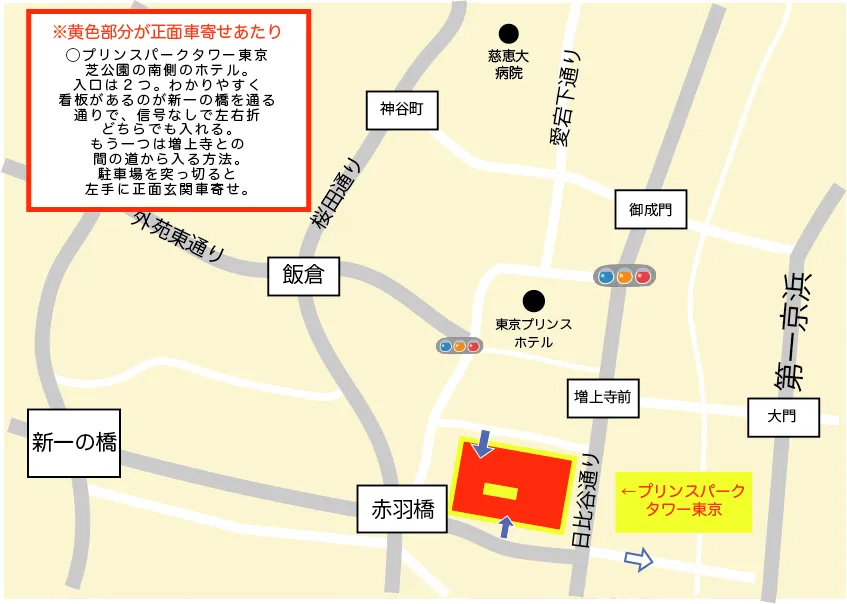 ※黄色部分が正面車寄せあたり
○プリンスパークタワー東京
芝公園の南側のホテル。
入口は２つ。わかりやすく
看板があるのが新一の橋を通る
通りで、信号なしで左右折
どちらでも入れる。
もう一つは増上寺との
間の道から入る方法。
駐車場を突っ切ると
左手に正面玄関車寄せ。
慈恵大
病院
愛宕下通り
神谷町
桜田通り
御成門
外苑東通り
飯倉
東京プリンス
ホテル
第一京浜
増上寺前
大門
新一の橋
赤羽橋
日比谷通り
←プリンスパーク
タワー東京